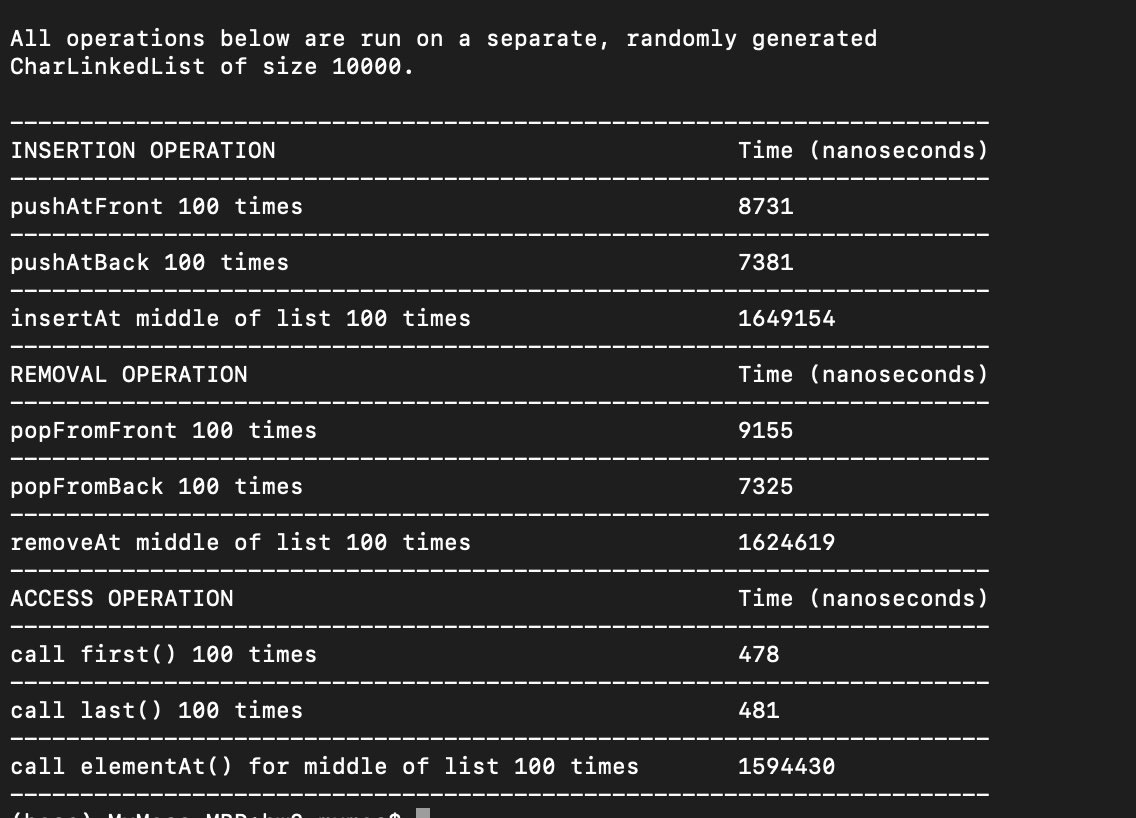 All operations below are run on a separate, randomly generated
CharLinkedList of size 10000.
INSERTION OPERATION Time (nanoseconds)
pushAtFront 100 times 8731
pushAtBack 100 times 7381
insertAt middle of list 100 times 1649154
REMOVAL OPERATION Time (nanoseconds)
popFromFront 100 times 9155
popFromBack 100 times 7325
removeAt middle of list 100 times 1624619
ACCESS OPERATION Time (nanoseconds)
call first() 100 times 478
call last() 100 times 481
call elementAt() for middle of list 100 times 1594430